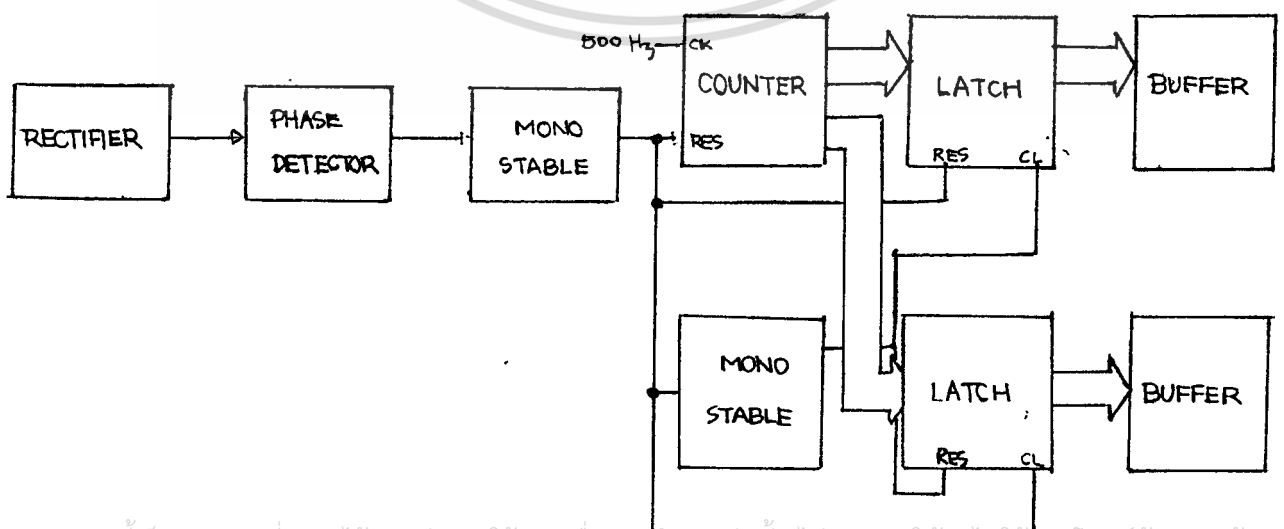 500 Hz
CK
COUNTER
RES
LATCH
RES CL
BUFFER
RECTIFIER
PHASE
DETECTOR
MONO
STABLE
MONO
STABLE
LATCH
RES CL
BUFFER